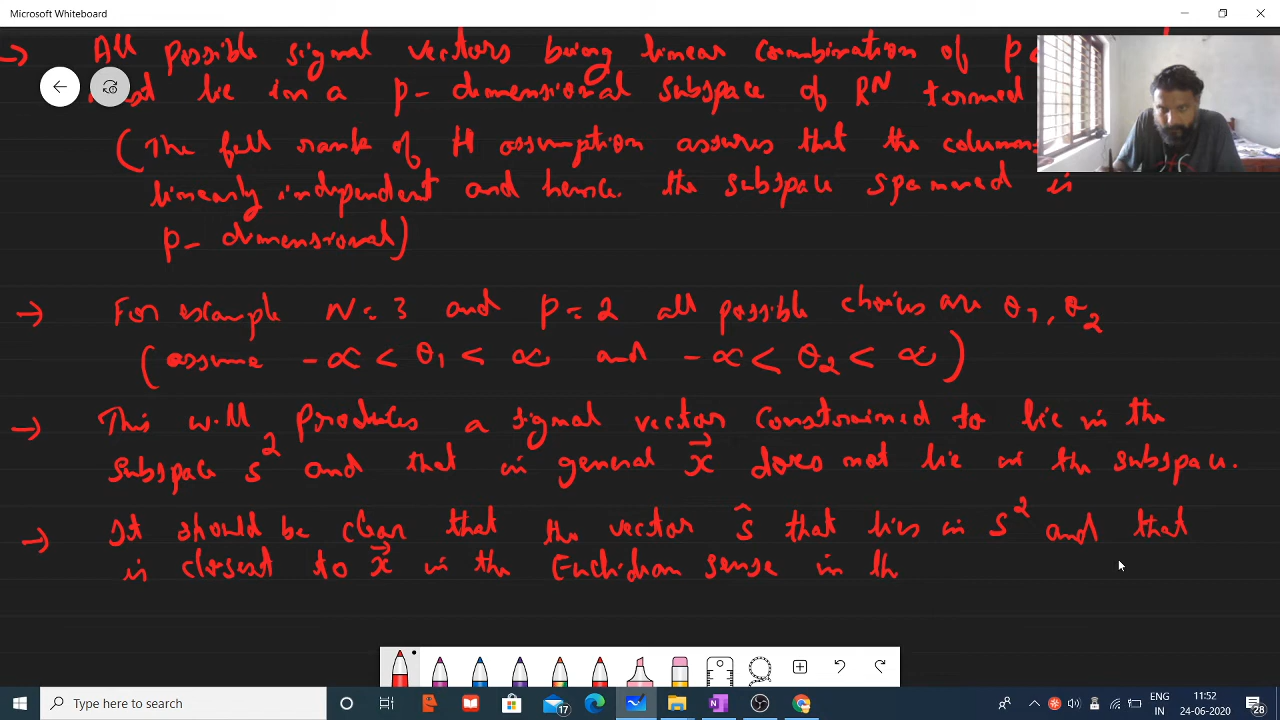 Microsoft Whiteboard
→ All possible signal vectors being linear combination of p
lie in a p- dimensional subspace of RN termed
(The full rank of H assumption assures that the column
linearly independent and hence. the subspace spanned is
p- dimensional)
→ For example N = 3 and p = 2 all possible choices are θ1, θ2
(assume -∝ < θ1 < ∝ and -∝ < θ2 < ∝)
→ This will produces a signal vector constrained to lie in the
subspace s² and that in general x⃗ does not lie in the subspace.
→ It should be clear that the vector ŝ that lies in s² and that
is closest to x⃗ in the Euclidian sense in th
Type here to search
17
ENG
IN
11:52
24-06-2020
28